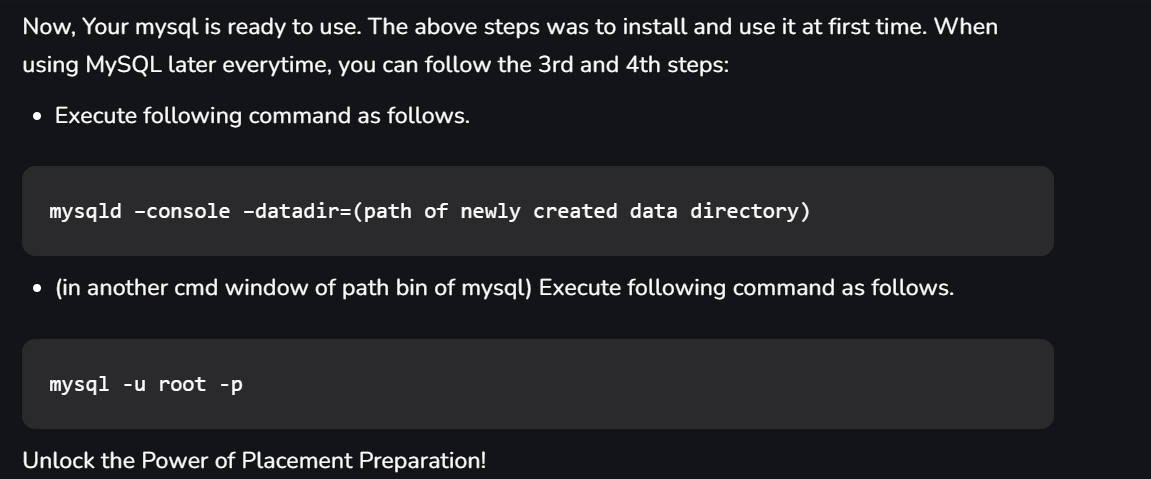 Now, Your mysql is ready to use. The above steps was to install and use it at first time. When
using MySQL later everytime, you can follow the 3rd and 4th steps:
• Execute following command as follows.
mysqld –console –datadir=(path of newly created data directory)
• (in another cmd window of path bin of mysql) Execute following command as follows.
mysql -u root -p
Unlock the Power of Placement Preparation!